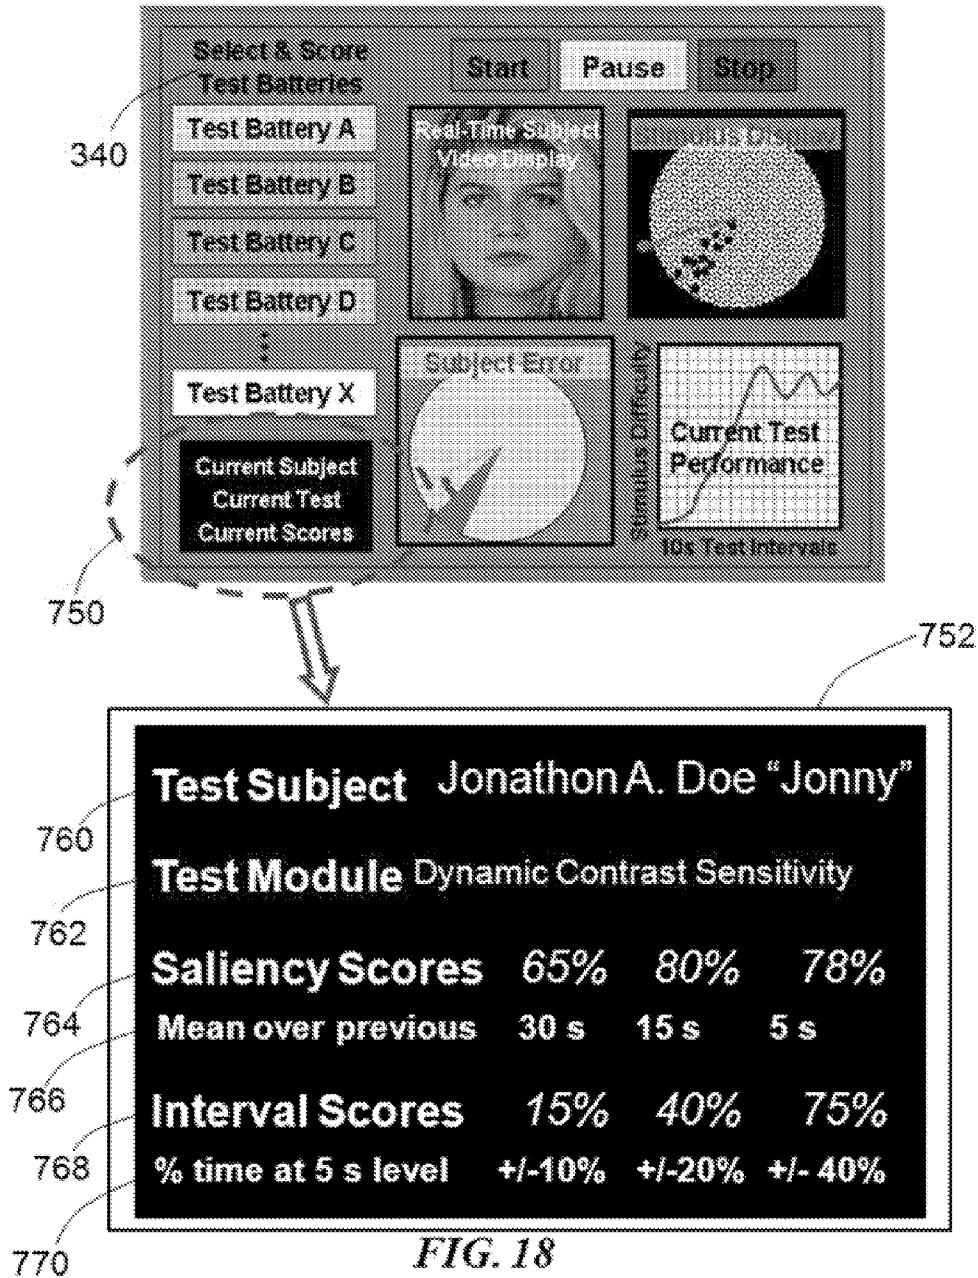 Select & Score
Test Batteries
Start
Pause
Stop
340
Test Battery A
Test Battery B
Test Battery C
Test Battery D
Test Battery X
Real-Time Subject
Video Display
Subject Error
Stimulus Difficulty
Current Test
Performance
10s Test Intervals
Current Subject
Current Test
Current Scores
750
752
Test Subject Jonathon A. Doe “Jonny”
760
Test Module Dynamic Contrast Sensitivity
762
Saliency Scores 65% 80% 78%
764
Mean over previous 30 s 15 s 5 s
766
Interval Scores 15% 40% 75%
768
% time at 5 s level +/-10% +/-20% +/- 40%
770
FIG. 18